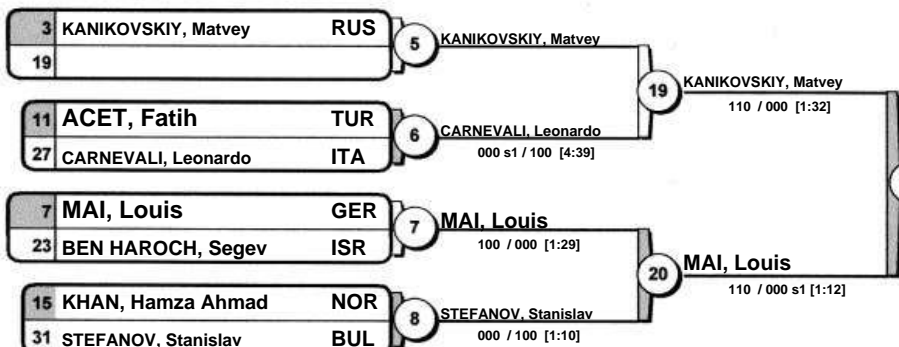 3 KANIKOVSKIY, Matvey RUS
19
5
KANIKOVSKIY, Matvey
11 ACET, Fatih TUR
27 CARNEVALI, Leonardo ITA
6
CARNEVALI, Leonardo
000 s1 / 100 [4:39]
19
KANIKOVSKIY, Matvey
110 / 000 [1:32]
7 MAI, Louis GER
23 BEN HAROCH, Segev ISR
7
MAI, Louis
100 / 000 [1:29]
15 KHAN, Hamza Ahmad NOR
31 STEFANOV, Stanislav BUL
8
STEFANOV, Stanislav
000 / 100 [1:10]
20
MAI, Louis
110 / 000 s1 [1:12]